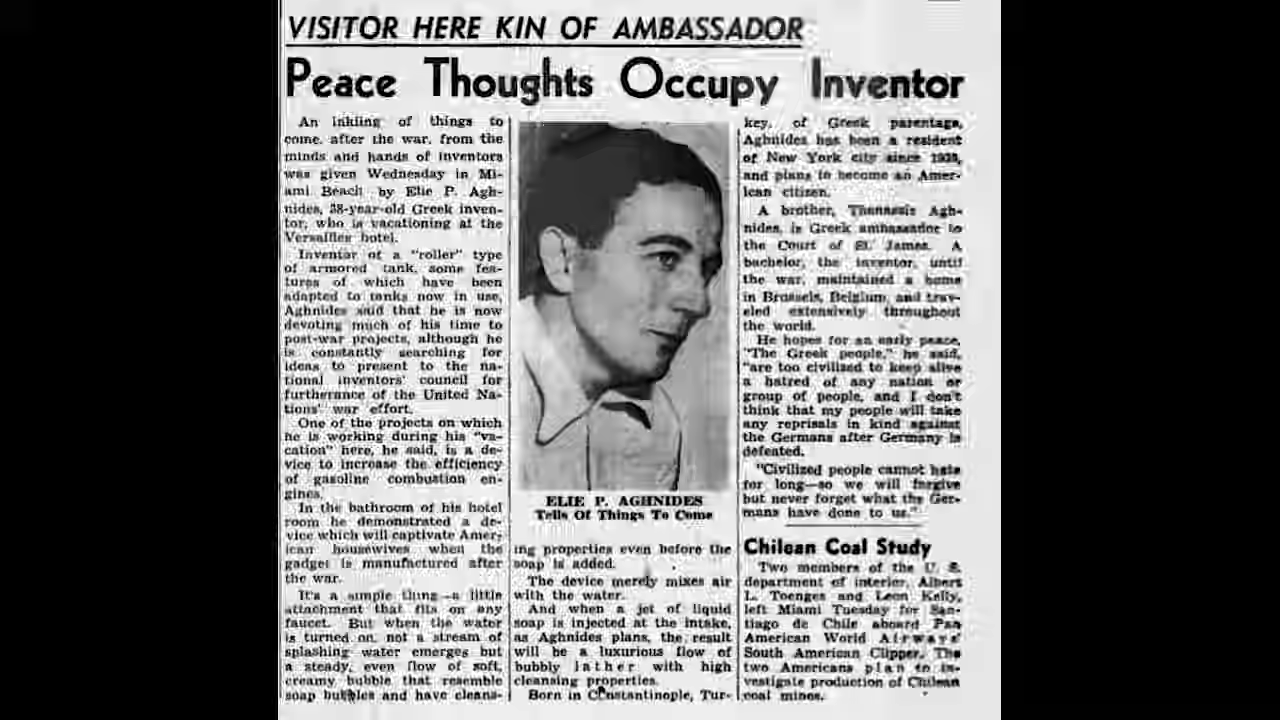 VISITOR HERE KIN OF AMBASSADOR
Peace Thoughts Occupy Inventor
An inkling of things to
come, after the war, from the
minds and hands of inventors
was given Wednesday in Mi-
ami Beach by Elie P. Agh-
nides, 38-year-old Greek inven-
tor, who is vacationing at the
Versailles hotel.
Inventor of a "roller" type
of armored tank, some fea-
tures of which have been
adapted to tanks now in use,
Aghnides said that he is now
devoting much of his time to
post-war projects, although he
is constantly searching for
ideas to present to the na-
tional inventors' council for
furtherance of the United Na-
tions' war effort.
One of the projects on which
he is working during his "va-
cation" here, he said, is a de-
vice to increase the efficiency
of gasoline combustion en-
gines.
In the bathroom of his hotel
room he demonstrated a de-
vice which will captivate Amer-
ican housewives when the
gadget is manufactured after
the war.
It's a simple thing—a little
attachment that fits on any
faucet. But when the water
is turned on, not a stream of
splashing water emerges but
a steady, even flow of soft,
creamy bubble that resemble
soap bubbles and have cleans-
ELIE P. AGHNIDES
Tells Of Things To Come
ing properties even before the
soap is added.
The device merely mixes air
with the water.
And when a jet of liquid
soap is injected at the intake,
as Aghnides plans, the result
will be a luxurious flow of
bubbly lather with high
cleansing properties.
Born in Constantinople, Tur-
key, of Greek parentage,
Aghnides has been a resident
of New York city since
and plans to become an Amer-
ican citizen.
A brother, Thanassis Agh-
nides, is Greek ambassador to
the Court of St. James. A
bachelor, the inventor, until
the war, maintained a home
in Brussels, Belgium, and trav-
eled extensively throughout
the world.
He hopes for an early peace.
"The Greek people," he said,
"are too civilized to keep alive
a hatred of any nation or
group of people, and I don't
think that my people will take
any reprisals in kind against
the Germans after Germany is
defeated.
"Civilized people cannot hate
for long—so we will forgive
but never forget what the Ger-
mans have done to us."
Chilean Coal Study
Two members of the U. S.
department of interior, Albert
L. Toenges and Leon Kelly,
left Miami Tuesday for San-
tiago de Chile aboard Pan
American World Airways'
South American Clipper. The
two Americans plan to in-
vestigate production of Chilean
coal mines.